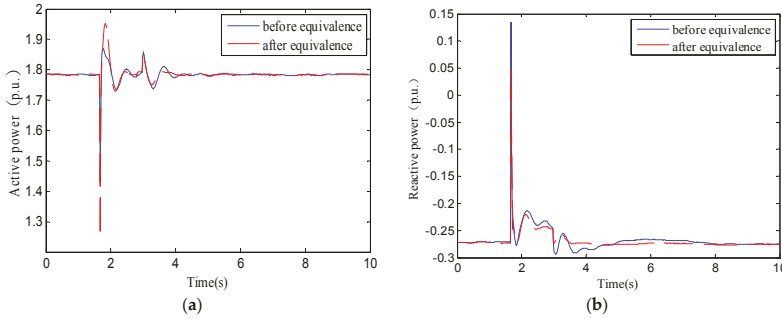 2
1.9
1.8
1.7
1.6
1.5
1.4
1.3
Active power (p.u.)
before equivalence
after equivalence
0 2 4 6 8 10
Time(s)
(a)
0.15
0.1
0.05
0
-0.05
-0.1
-0.15
-0.2
-0.25
-0.3
Reactive power (p.u.)
before equivalence
after equivalence
0 2 4 6 8 10
Time(s)
(b)